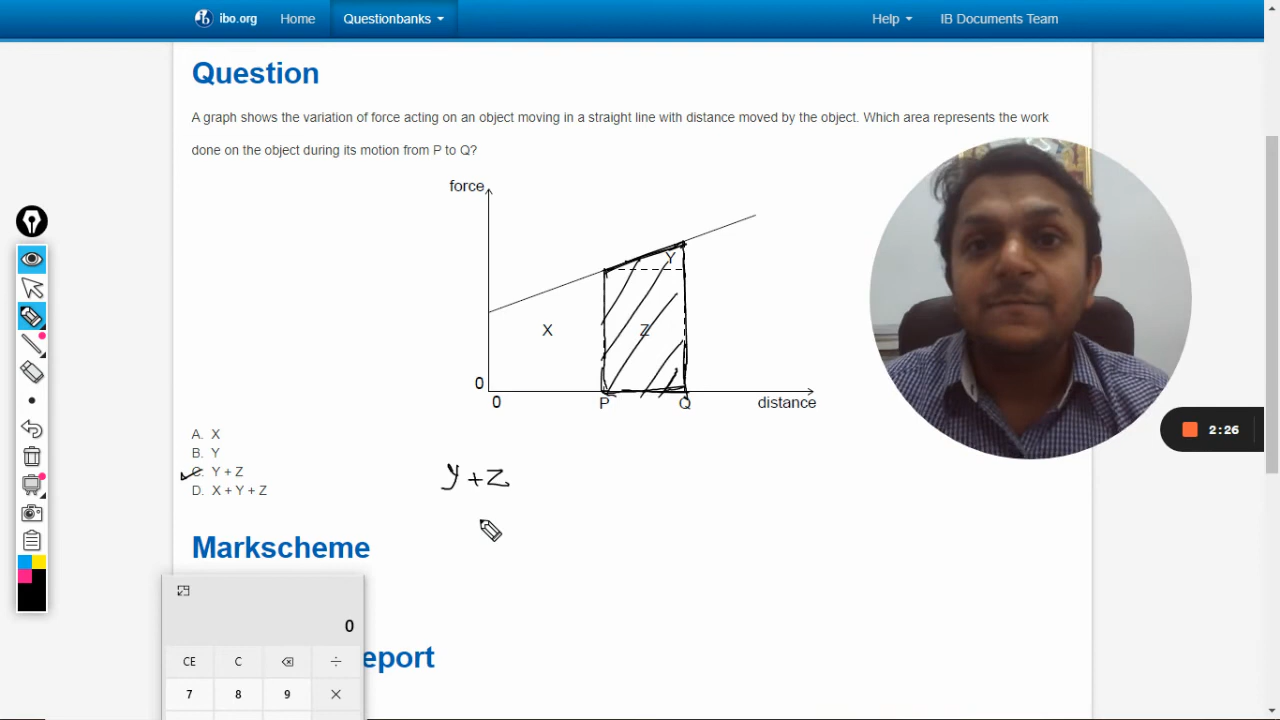 ibo.org Home Questionbanks Help IB Documents Team
Question
A graph shows the variation of force acting on an object moving in a straight line with distance moved by the object. Which area represents the work
done on the object during its motion from P to Q?
force
Y
X Z
0
0 P Q distance
A. X
B. Y
C. Y + Z
D. X + Y + Z
y + z
2:26
Markscheme
0
CE C ÷
7 8 9 ×
eport